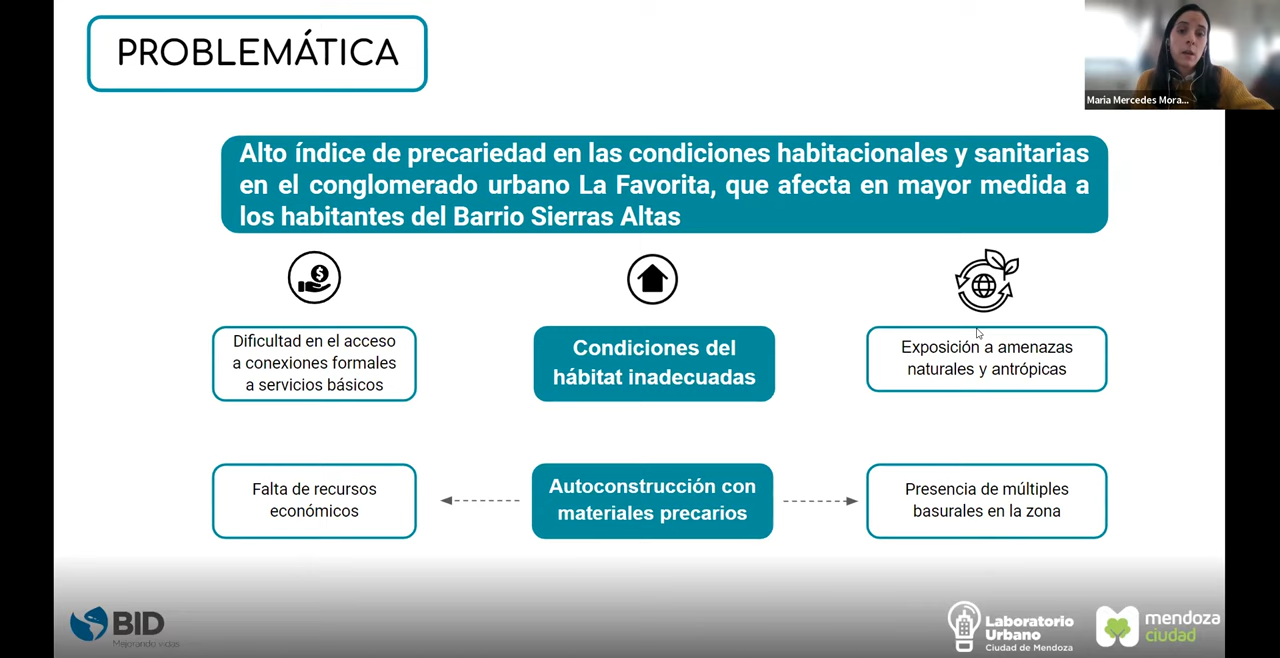 PROBLEMÁTICA
Maria Mercedes Mora...
Alto índice de precariedad en las condiciones habitacionales y sanitarias
en el conglomerado urbano La Favorita, que afecta en mayor medida a
los habitantes del Barrio Sierras Altas
Dificultad en el acceso
a conexiones formales
a servicios básicos
Condiciones del
hábitat inadecuadas
Exposición a amenazas
naturales y antrópicas
Falta de recursos
económicos
Autoconstrucción con
materiales precarios
Presencia de múltiples
basurales en la zona
BID
Mejorando vidas
Laboratorio
Urbano
Ciudad de Mendoza
mendoza
ciudad